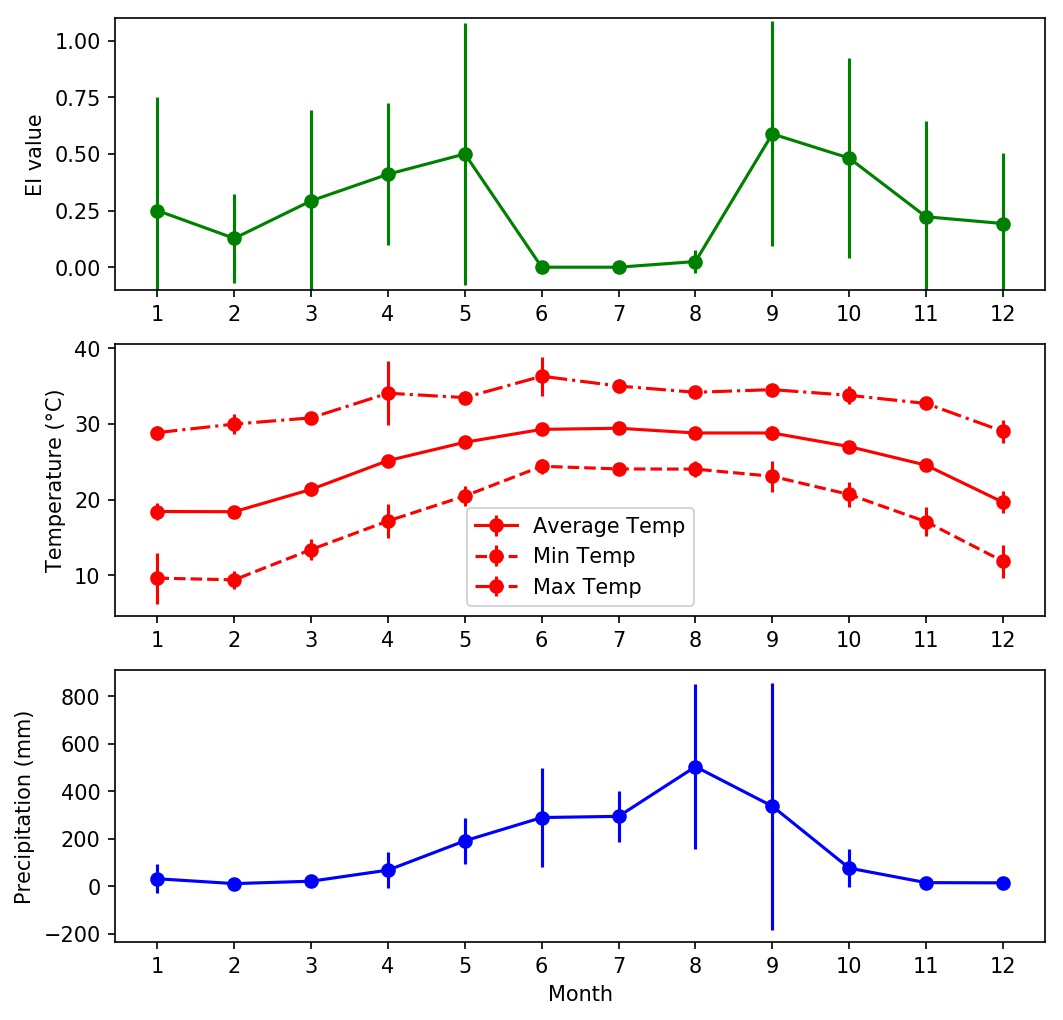 1.00
0.75
0.50
0.25
0.00
EI value
1 2 3 4 5 6 7 8 9 10 11 12
40
30
20
10
Temperature (°C)
Average Temp
Min Temp
Max Temp
1 2 3 4 5 6 7 8 9 10 11 12
800
600
400
200
0
−200
Precipitation (mm)
1 2 3 4 5 6 7 8 9 10 11 12
Month